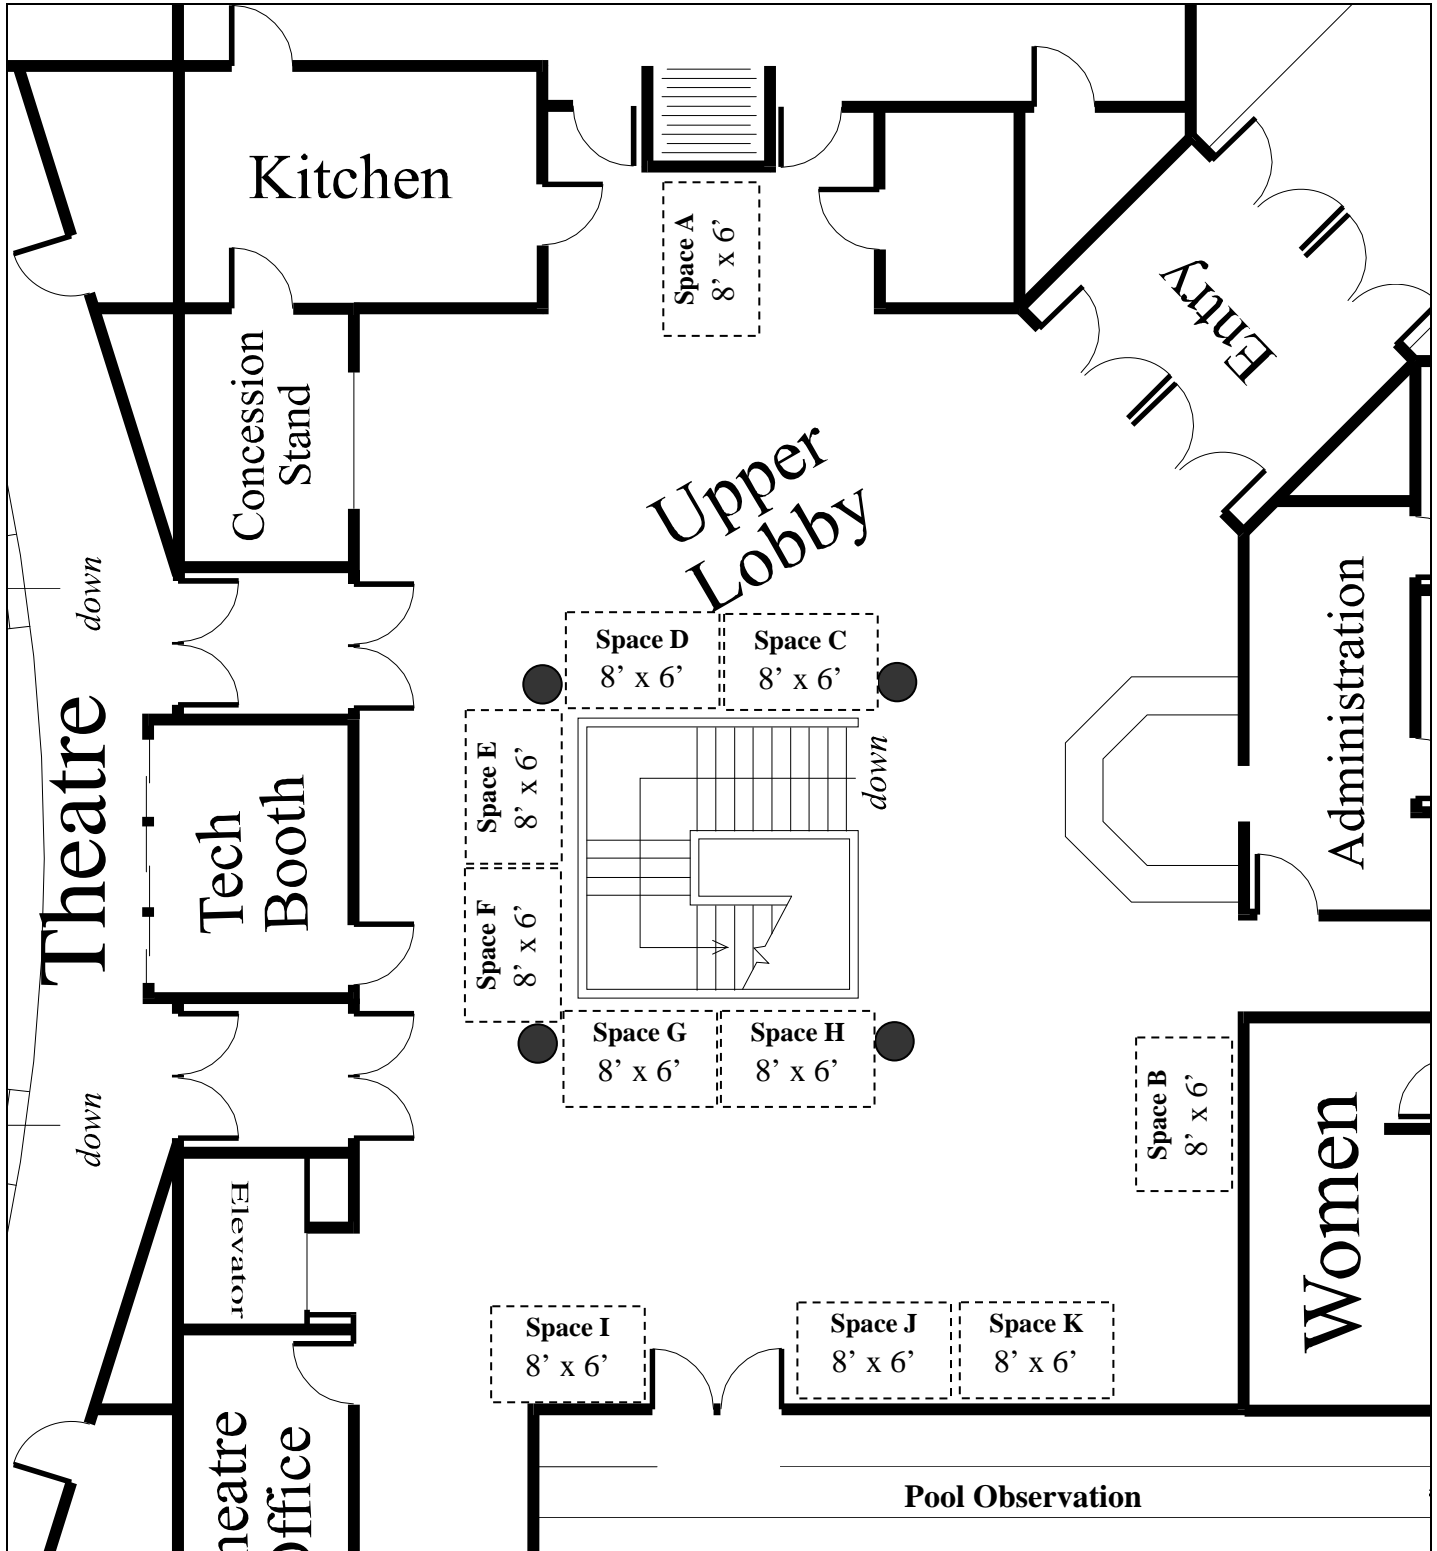 Kitchen
Space A
8’ x 6’
Entry
Concession
Stand
Upper
Lobby
down
Space D
8’ x 6’
Space C
8’ x 6’
Administration
Theatre
Tech
Booth
Space E
8’ x 6’
down
Space F
8’ x 6’
Space G
8’ x 6’
Space H
8’ x 6’
Space B
8’ x 6’
down
Women
Elevator
Space I
8’ x 6’
Space J
8’ x 6’
Space K
8’ x 6’
heatre
Office
Pool Observation